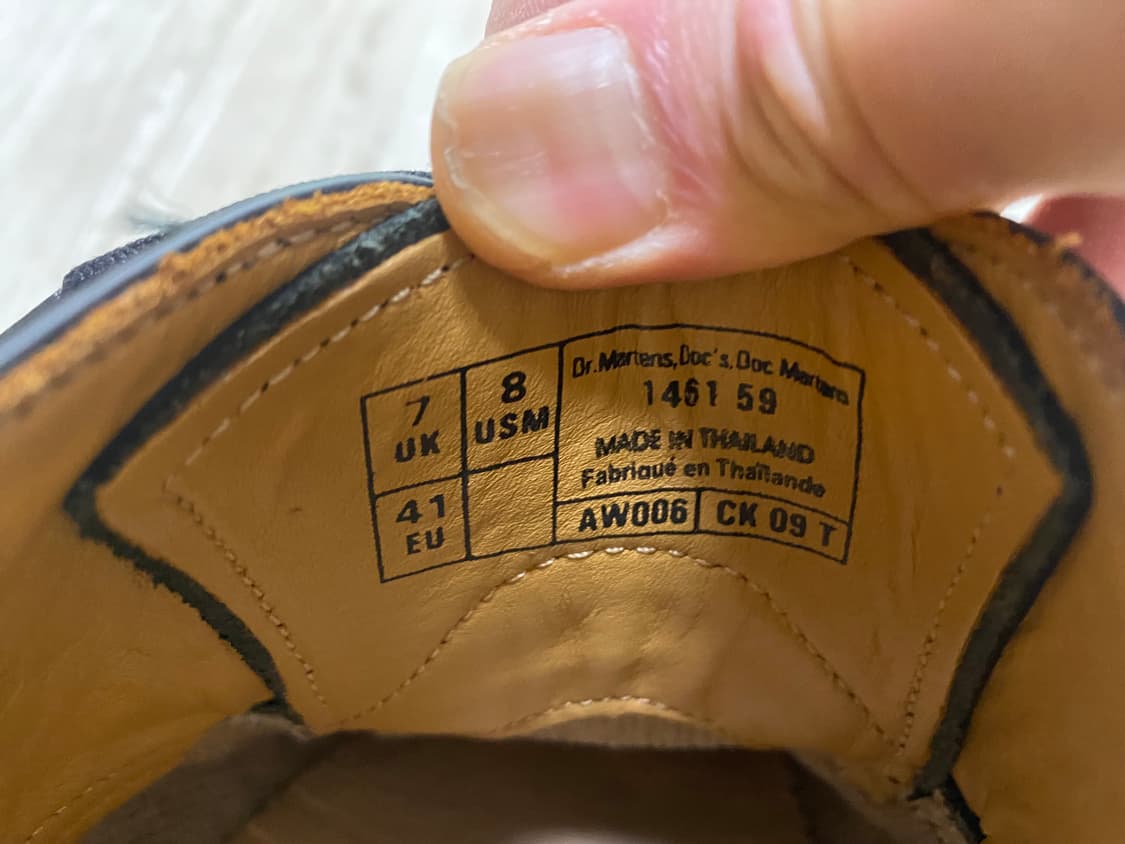 7
UK
8
USM
41
EU
Dr.Martens,Doc's.Doc Martens
1461 59
MADE IN THAILAND
Fabriqué en Thaïlande
AW006
CK 09 T